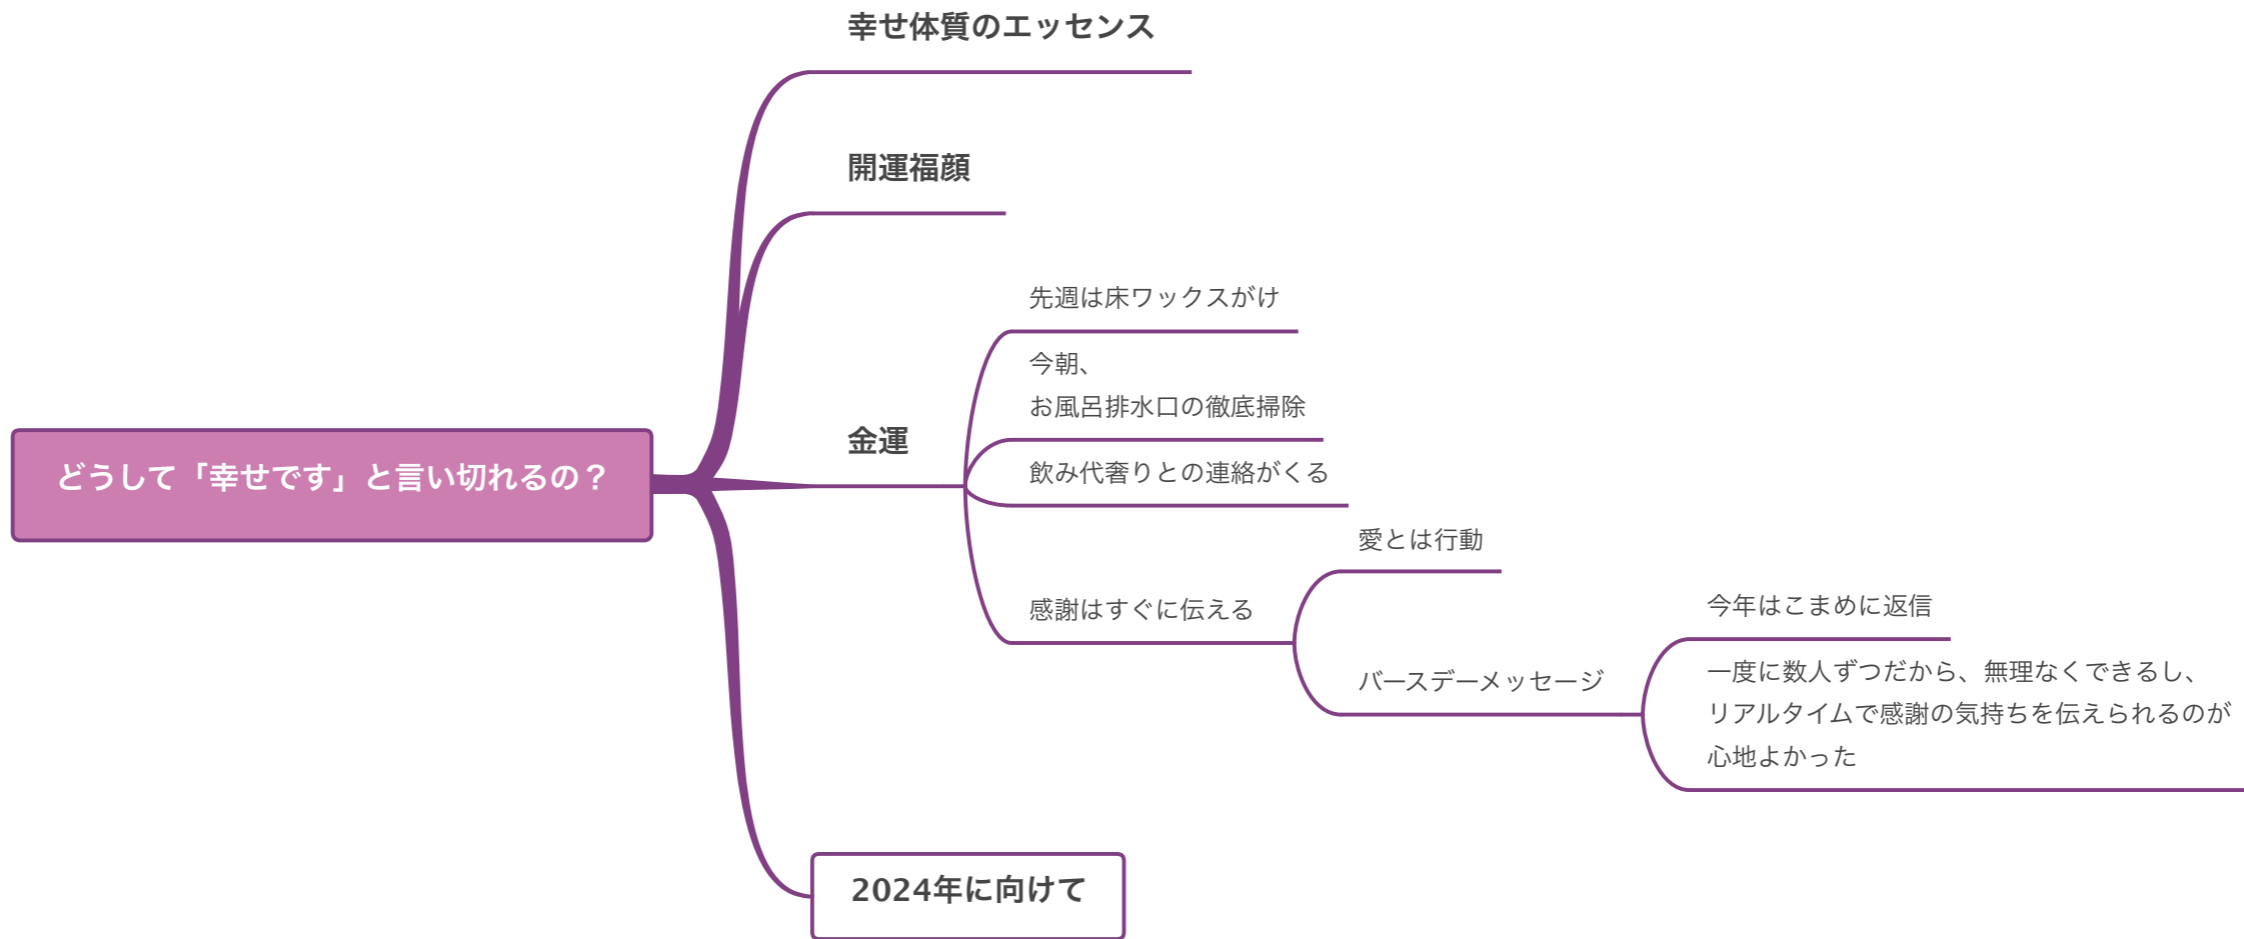 どうして「幸せです」と言い切れるの？
幸せ体質のエッセンス
開運福顔
金運
先週は床ワックスがけ
今朝、
お風呂排水口の徹底掃除
飲み代奢りとの連絡がくる
感謝はすぐに伝える
愛とは行動
バースデーメッセージ
今年はこまめに返信
一度に数人ずつだから、無理なくできるし、
リアルタイムで感謝の気持ちを伝えられるのが
心地よかった
2024年に向けて